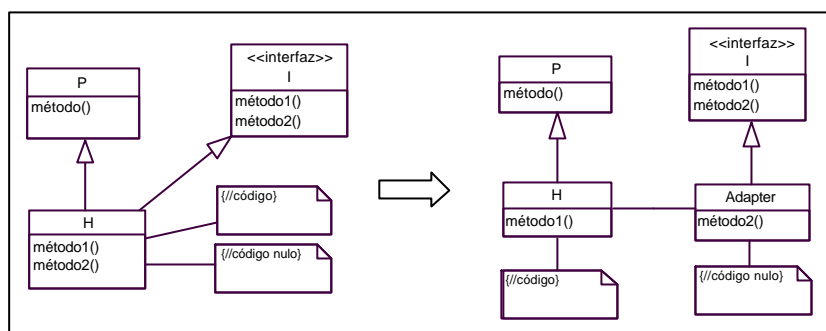 P
método()
<<interfaz>>
I
método1()
método2()
H
método1()
método2()
{//código}
{//código nulo}
P
método()
<<interfaz>>
I
método1()
método2()
H
método1()
Adapter
método2()
{//código}
{//código nulo}